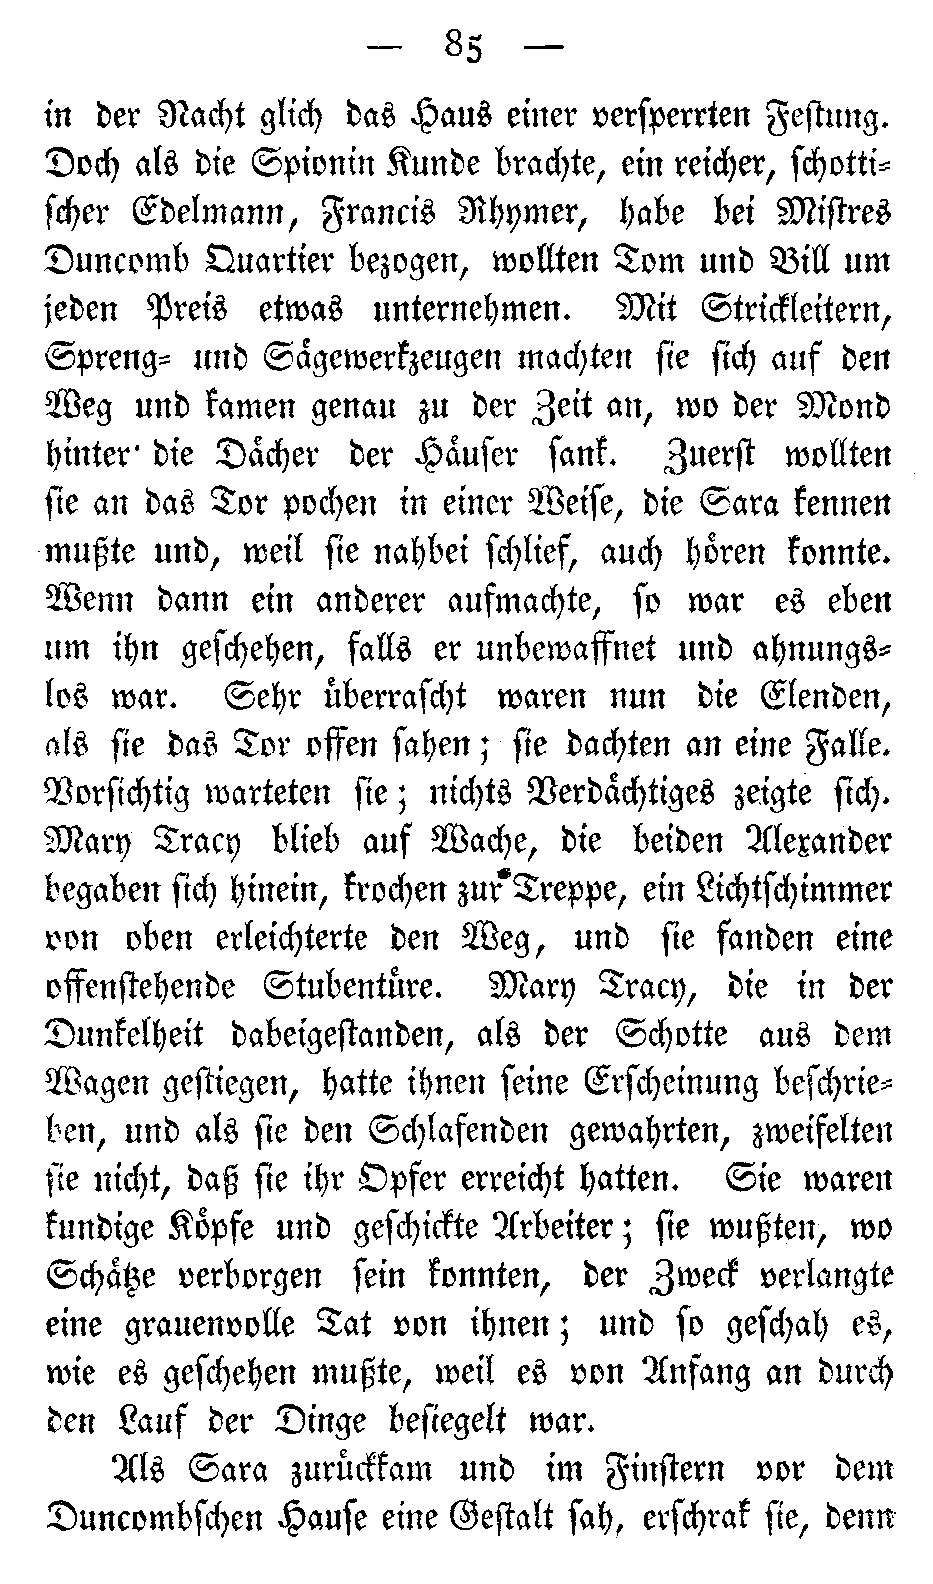 — 85 —
in der Nacht glich das Haus einer versperrten Festung.
Doch als die Spionin Kunde brachte, ein reicher, schotti-
scher Edelmann, Francis Rhymer, habe bei Mistres
Duncomb Quartier bezogen, wollten Tom und Bill um
jeden Preis etwas unternehmen. Mit Strickleitern,
Spreng- und Sägewerkzeugen machten sie sich auf den
Weg und kamen genau zu der Zeit an, wo der Mond
hinter die Dächer der Häuser sank. Zuerst wollten
sie an das Tor pochen in einer Weise, die Sara kennen
mußte und, weil sie nahbei schlief, auch hören konnte.
Wenn dann ein anderer aufmachte, so war es eben
um ihn geschehen, falls er unbewaffnet und ahnungs-
los war. Sehr überrascht waren nun die Elenden,
als sie das Tor offen sahen; sie dachten an eine Falle.
Vorsichtig warteten sie; nichts Verdächtiges zeigte sich.
Mary Tracy blieb auf Wache, die beiden Alexander
begaben sich hinein, krochen zur Treppe, ein Lichtschimmer
von oben erleichterte den Weg, und sie fanden eine
offenstehende Stubentüre. Mary Tracy, die in der
Dunkelheit dabeigestanden, als der Schotte aus dem
Wagen gestiegen, hatte ihnen seine Erscheinung beschrie-
ben, und als sie den Schlafenden gewahrten, zweifelten
sie nicht, daß sie ihr Opfer erreicht hatten. Sie waren
kundige Köpfe und geschickte Arbeiter; sie wußten, wo
Schätze verborgen sein konnten, der Zweck verlangte
eine grauenvolle Tat von ihnen; und so geschah es,
wie es geschehen mußte, weil es von Anfang an durch
den Lauf der Dinge besiegelt war.
Als Sara zurückkam und im Finstern vor dem
Duncombschen Hause eine Gestalt sah, erschrak sie, denn